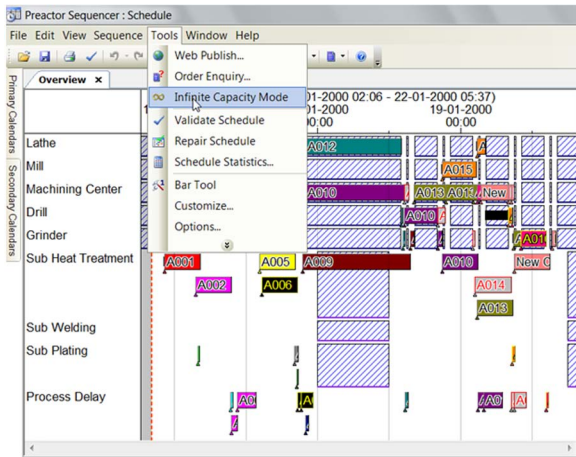 Preactor Sequencer : Schedule
File Edit View Sequence Tools Window Help
Web Publish...
Order Enquiry...
Infinite Capacity Mode
Validate Schedule
Repair Schedule
Schedule Statistics...
Bar Tool
Customize...
Options...
Primary Calendars
Secondary Calendars
Overview
01-2000 02:06 - 22-01-2000 05:37)
01-2000 19-01-2000
00:00 00:00
Lathe A012
Mill A015
Machining Center A010 A013 A013 New
Drill A010
Grinder
Sub Heat Treatment A001 A005 A009 A010 New C
A002 A006 A014
A013
Sub Welding
Sub Plating
Process Delay